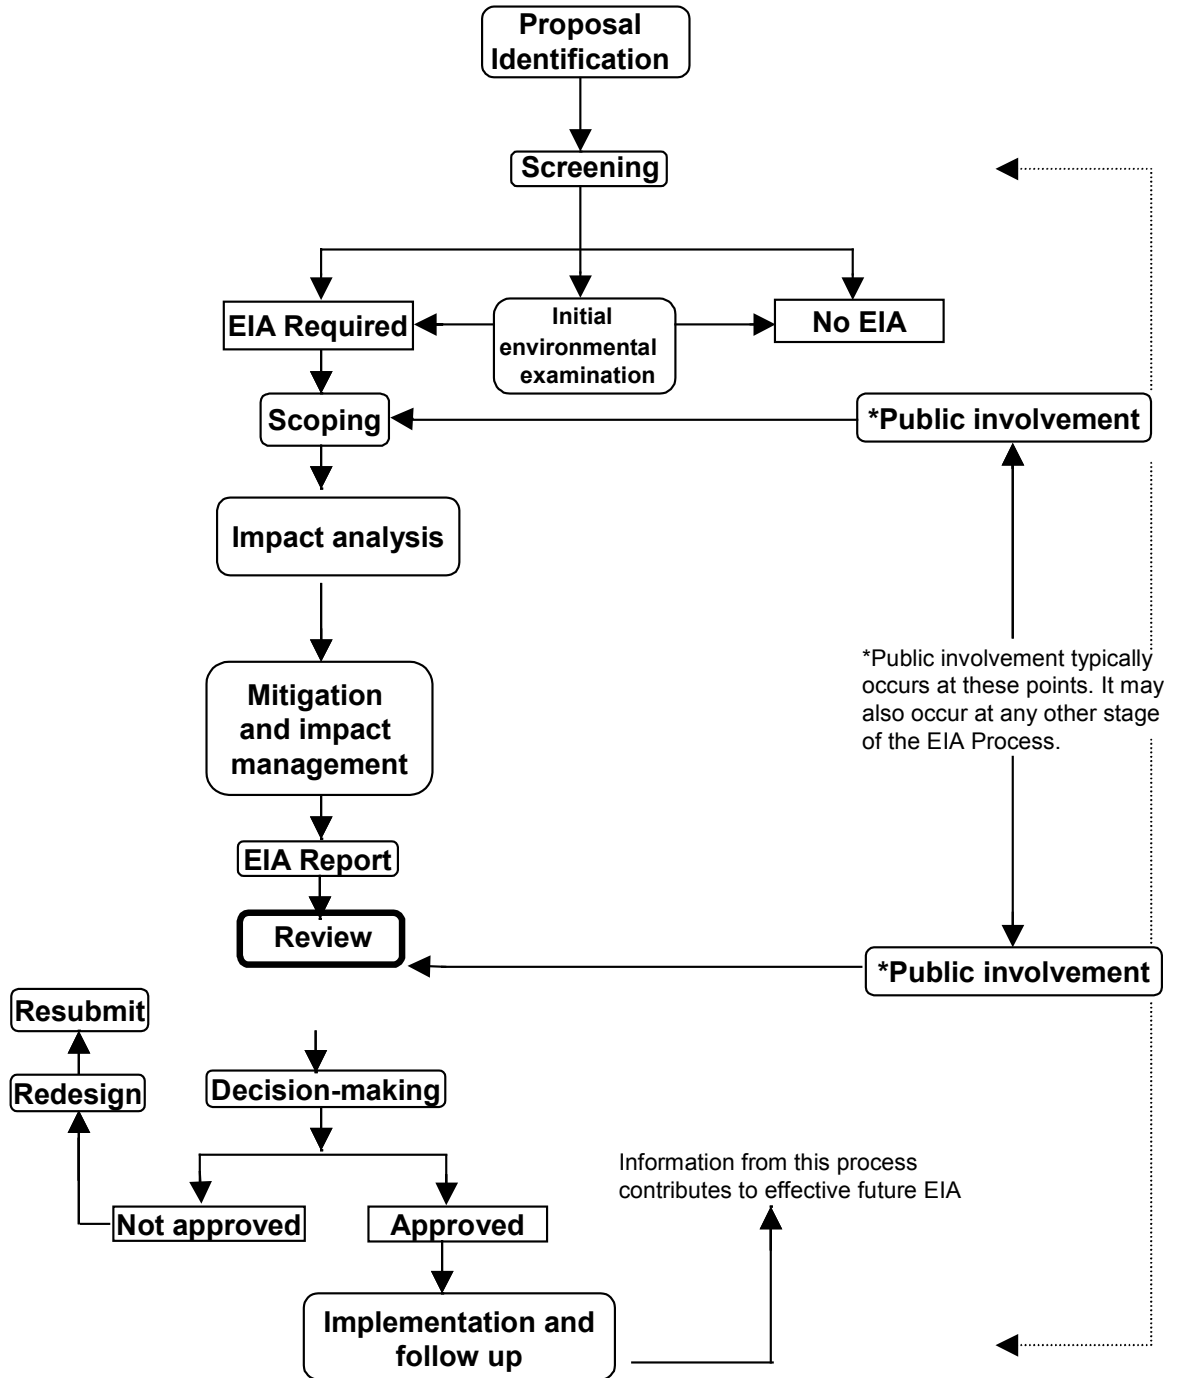 Proposal
Identification
Screening
EIA Required
Initial
environmental
examination
No EIA
Scoping
*Public involvement
Impact analysis
*Public involvement typically
occurs at these points. It may
also occur at any other stage
of the EIA Process.
Mitigation
and impact
management
EIA Report
Review
*Public involvement
Resubmit
Redesign
Decision-making
Information from this process
contributes to effective future EIA
Not approved
Approved
Implementation and
follow up